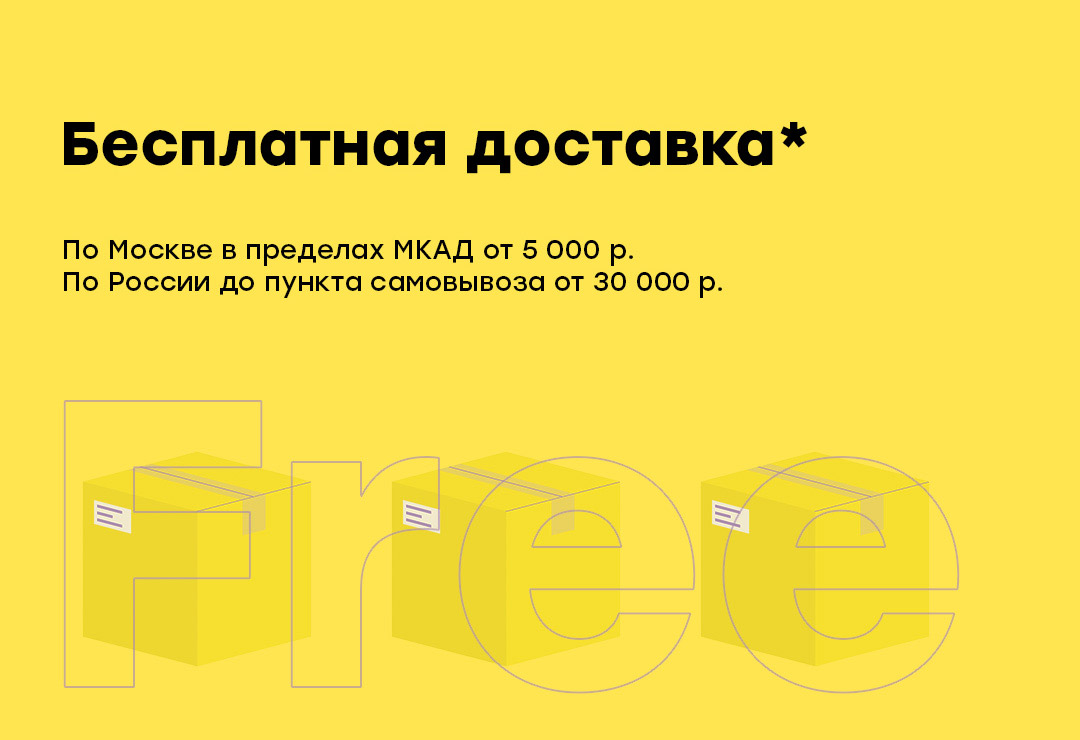 Бесплатная доставка*
По Москве в пределах МКАД от 5 000 р.
По России до пункта самовывоза от 30 000 р.
Free